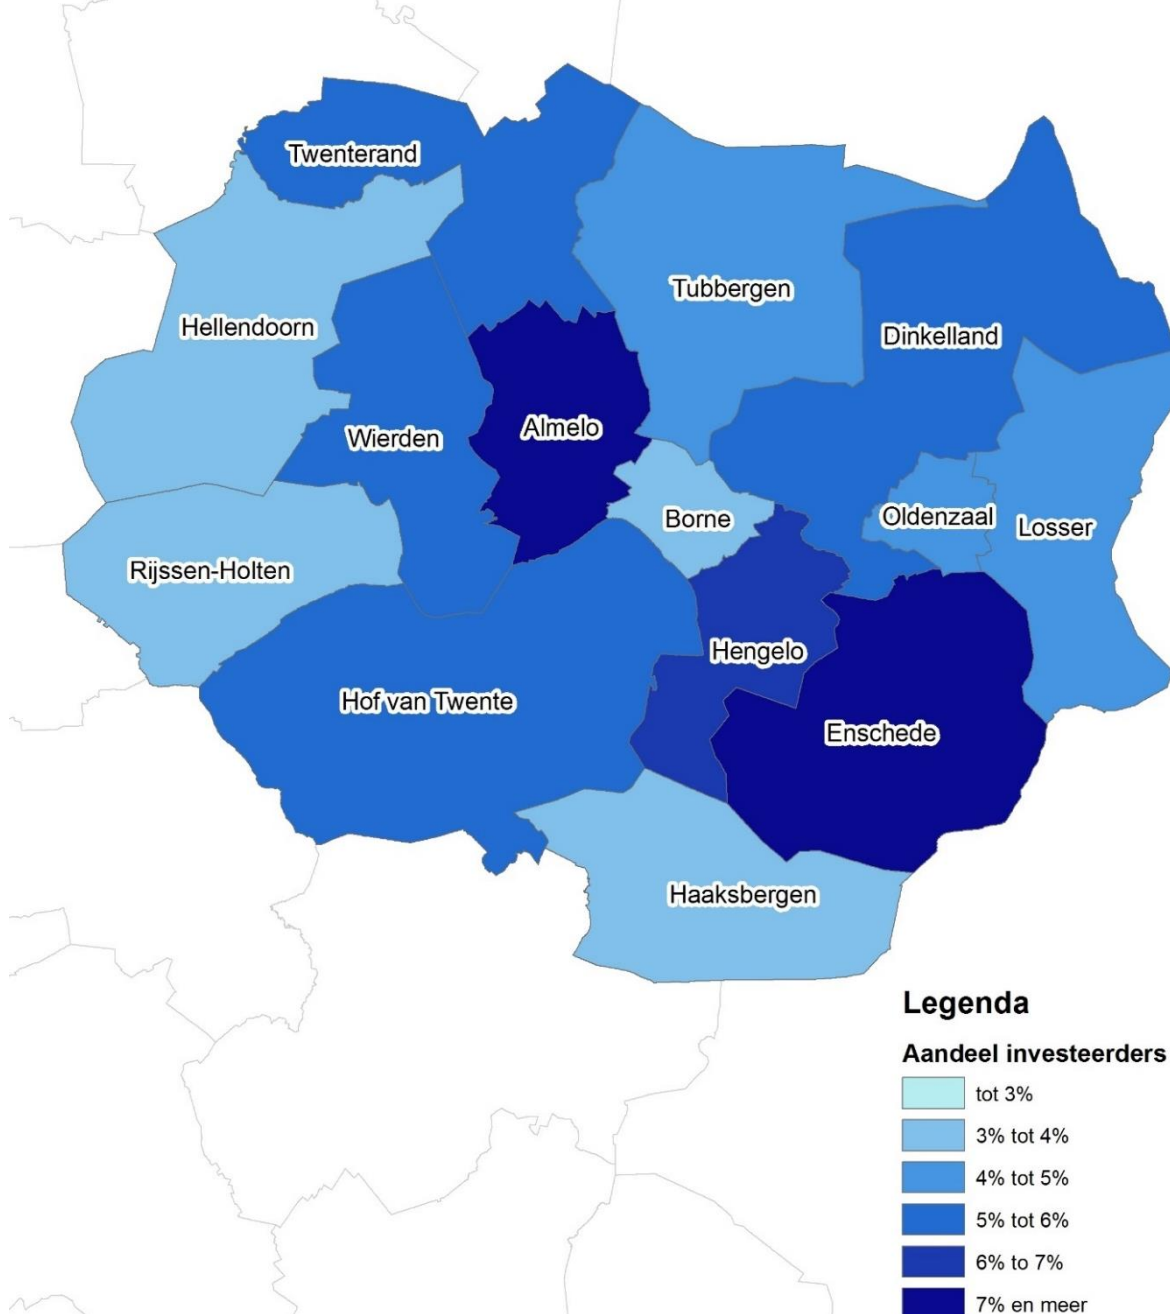 Twenterand
Tubbergen
Hellendoorn
Dinkelland
Almelo
Wierden
Borne
Oldenzaal
Losser
Rijssen-Holten
Hengelo
Hof van Twente
Enschede
Haaksbergen
Legenda
Aandeel investeerders
tot 3%
3% tot 4%
4% tot 5%
5% tot 6%
6% to 7%
7% en meer